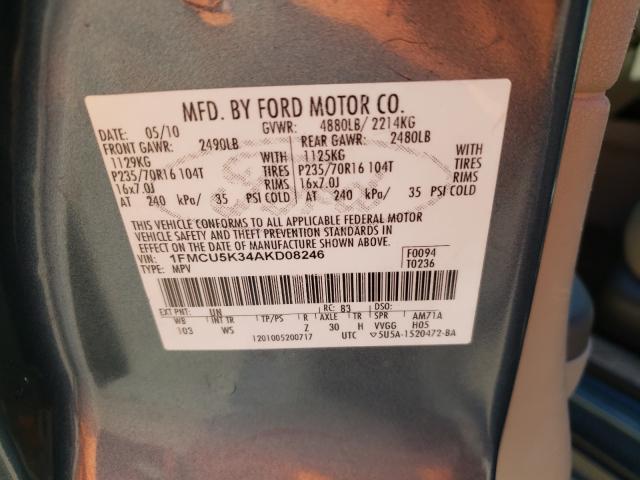 MFD. BY FORD MOTOR CO.
DATE: 05/10 GVWR: 4880LB/ 2214KG
FRONT GAWR: 2490LB REAR GAWR: 2480LB
1129KG WITH 1125KG WITH
P235/70R16 104T TIRES P235/70R16 104T TIRES
16x7.0J RIMS 16x7.0J RIMS
AT 240 kPa/ 35 PSI COLD AT 240 kPa/ 35 PSI COLD
THIS VEHICLE CONFORMS TO ALL APPLICABLE FEDERAL MOTOR
VEHICLE SAFETY AND THEFT PREVENTION STANDARDS IN
EFFECT ON THE DATE OF MANUFACTURE SHOWN ABOVE.
VIN: 1FMCU5K34AKD08246 F0094
TYPE: MPV T0236
EXT PNT: UN RC: 83 DSO:
WB INT TR TP/PS R AXLE TR SPR AM71A
103 WS Z 30 H VVGG H05
1201005200717 UTC ▽5U5A-1520472-BA